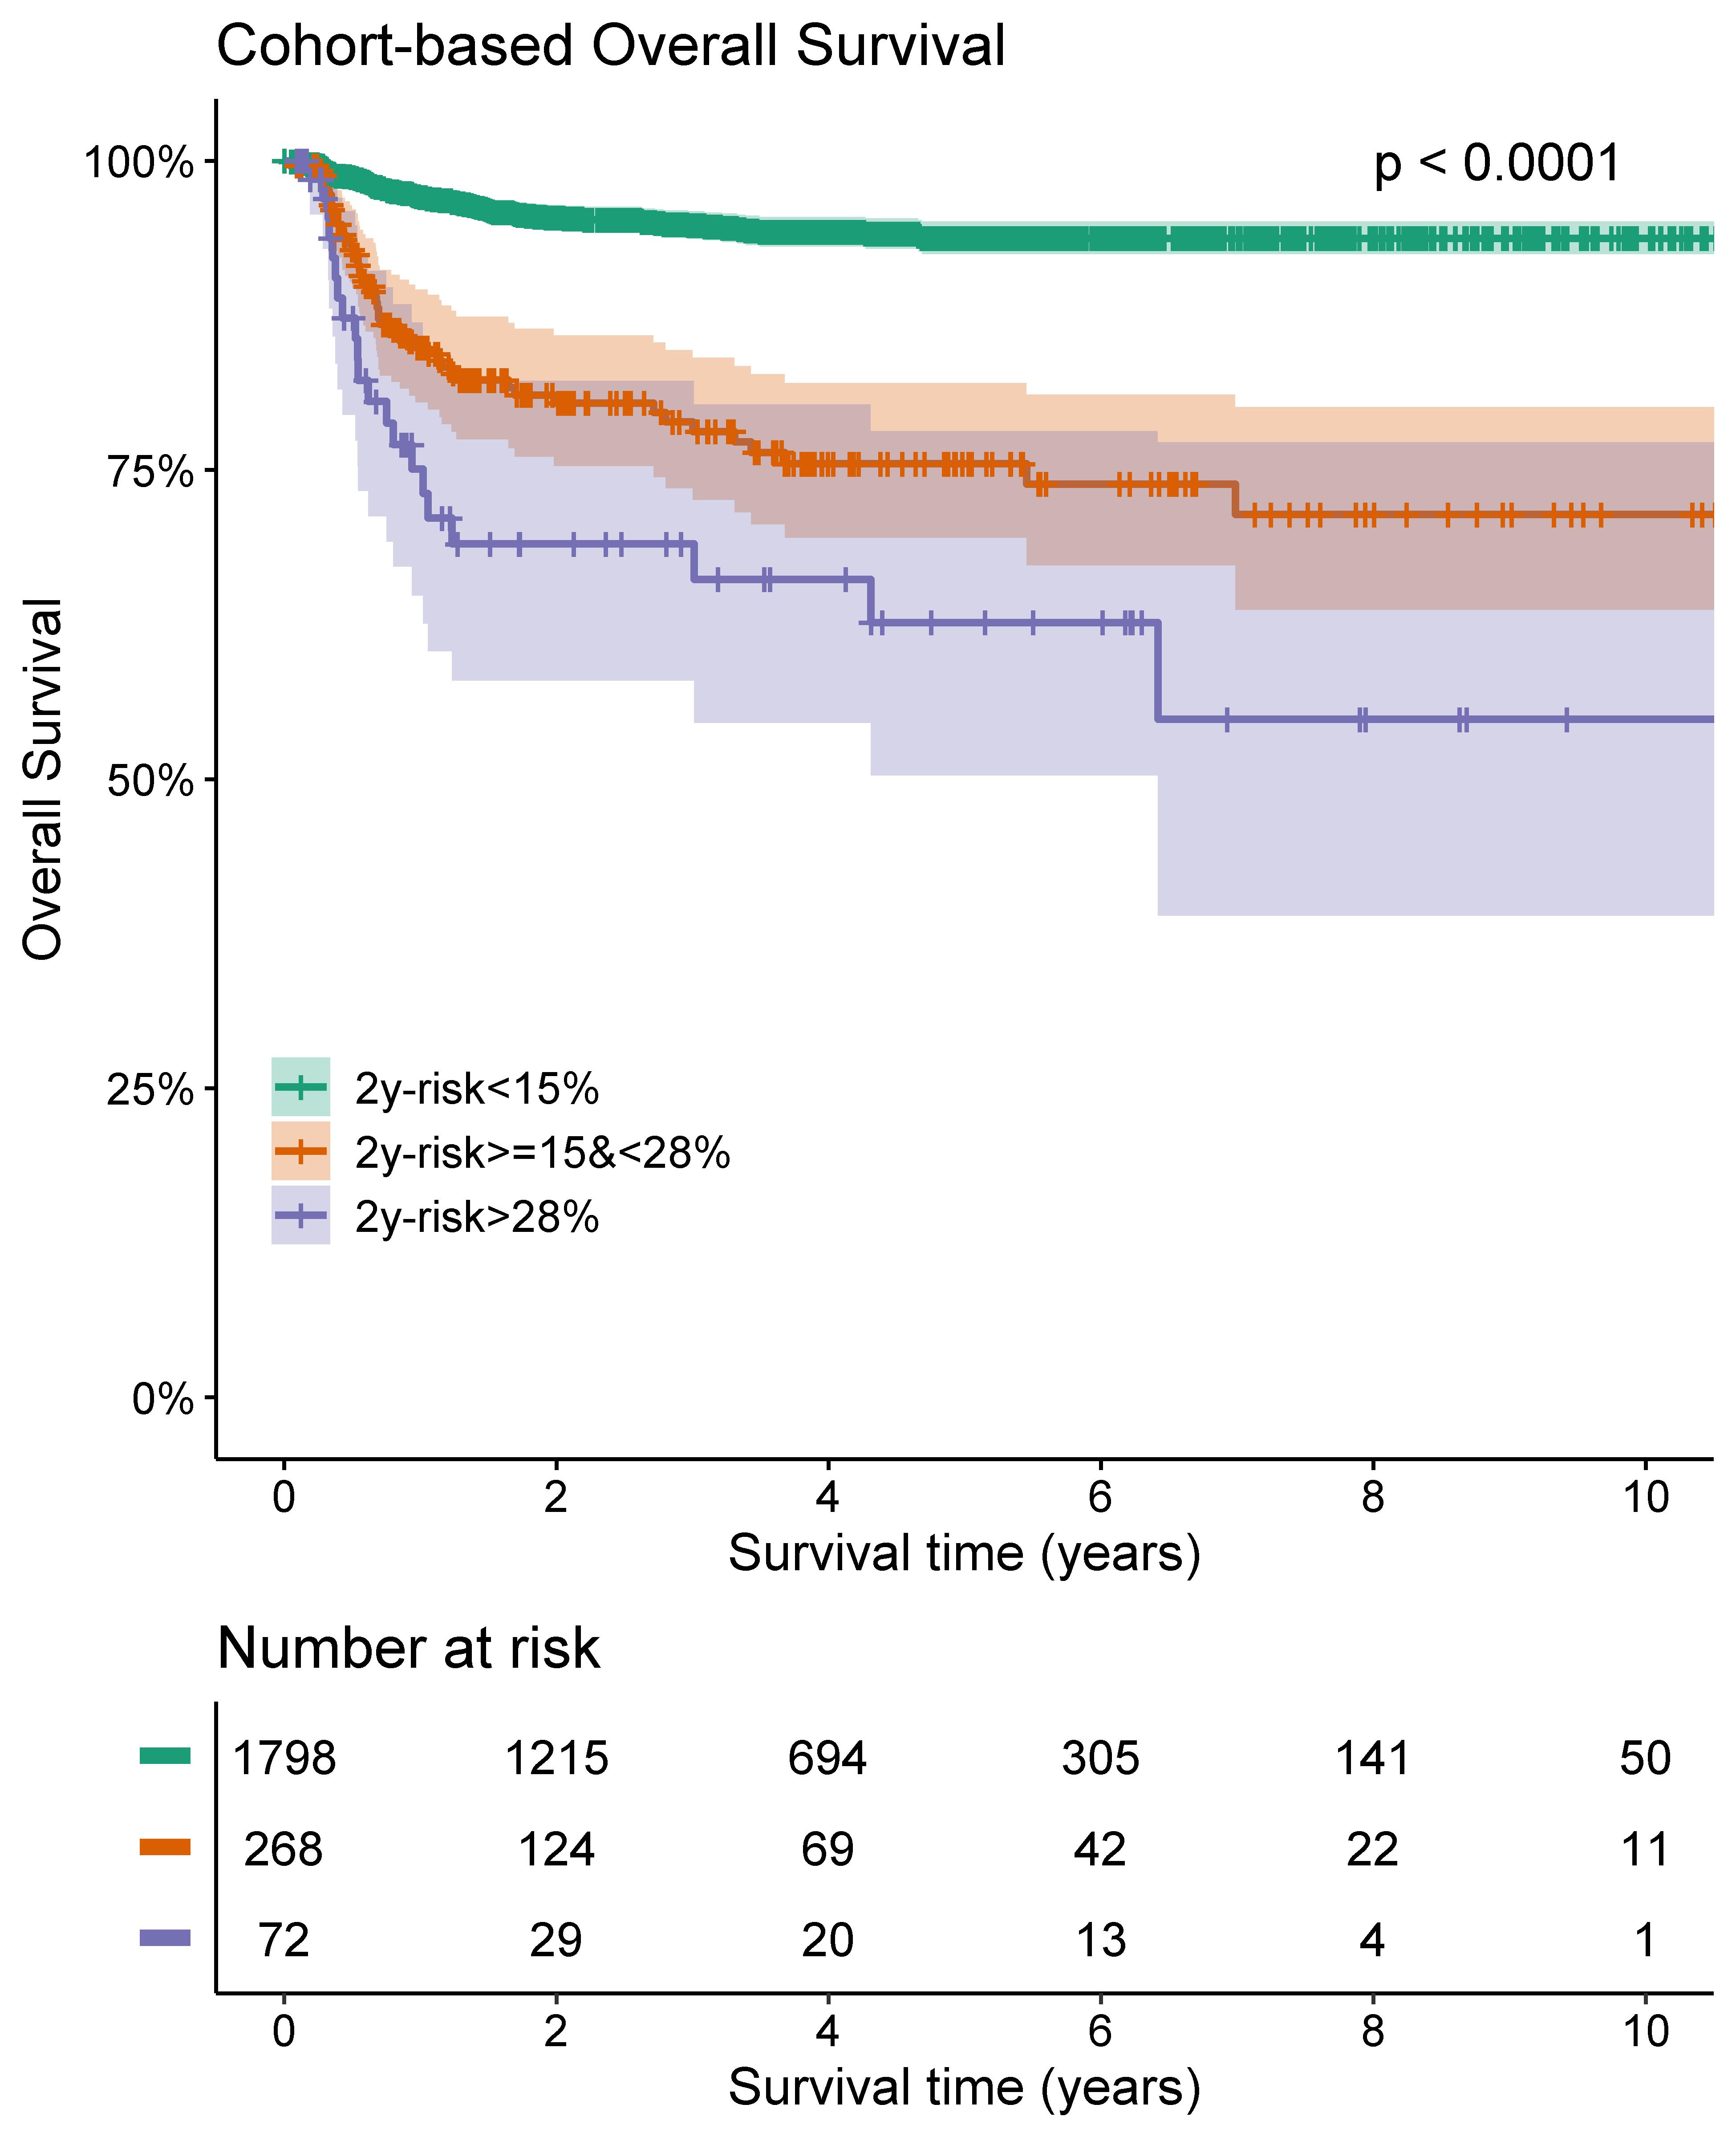 Cohort-based Overall Survival
p < 0.0001
100%
75%
50%
25%
0%
Overall Survival
2y-risk<15%
2y-risk>=15&<28%
2y-risk>28%
0 2 4 6 8 10
Survival time (years)
Number at risk
1798 1215 694 305 141 50
268 124 69 42 22 11
72 29 20 13 4 1
0 2 4 6 8 10
Survival time (years)